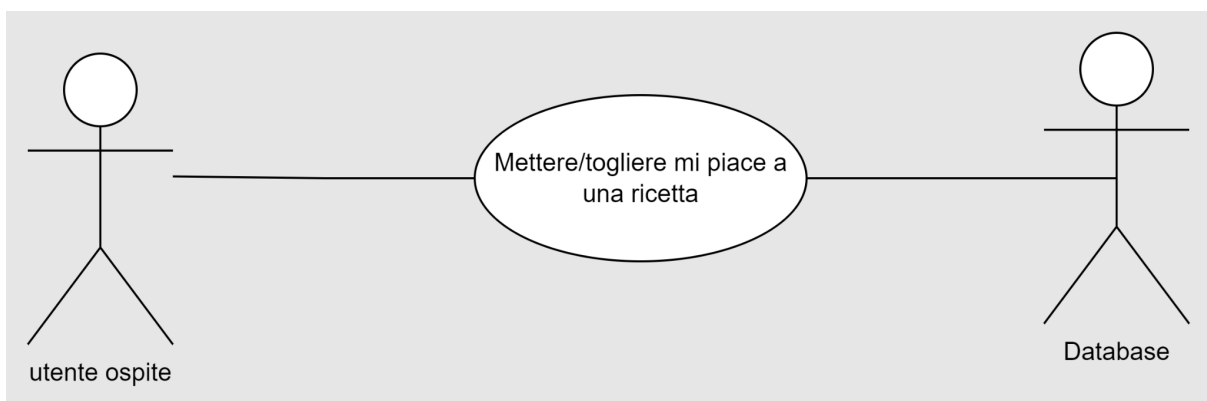 Mettere/togliere mi piace a
una ricetta
Database
utente ospite